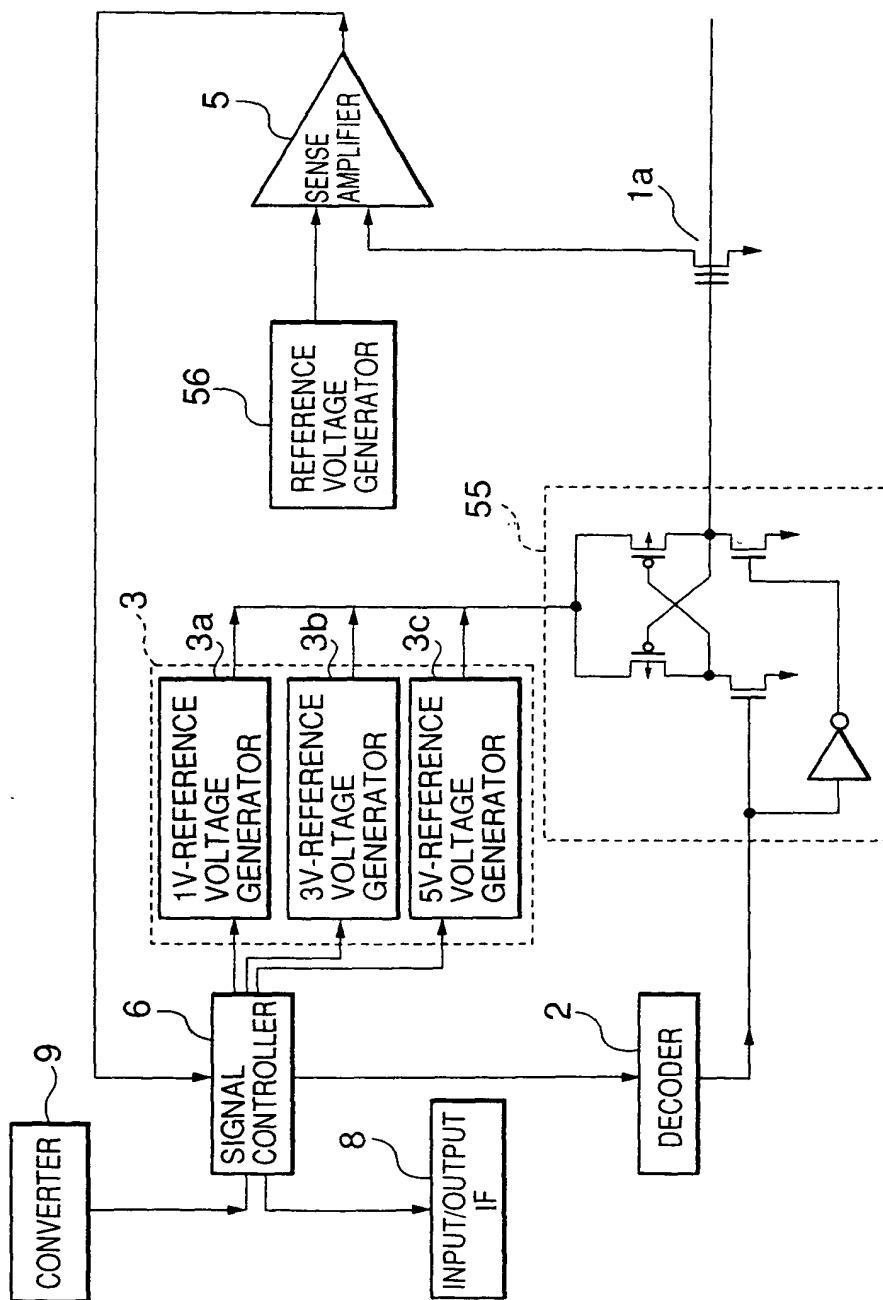 9
CONVERTER
6
SIGNAL
CONTROLLER
8
INPUT/OUTPUT
IF
2
DECODER
3
3a
1V-REFERENCE
VOLTAGE
GENERATOR
3b
3V-REFERENCE
VOLTAGE
GENERATOR
3c
5V-REFERENCE
VOLTAGE
GENERATOR
55
56
REFERENCE
VOLTAGE
GENERATOR
5
SENSE
AMPLIFIER
1a